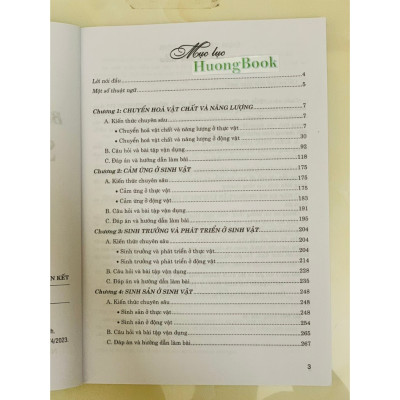 Mục lục
HuongBook
Lời nói đầu 4
Một số thuật ngữ 5
Chương 1: CHUYỂN HOÁ VẬT CHẤT VÀ NĂNG LƯỢNG 7
A. Kiến thức chuyên sâu 7
• Chuyển hoá vật chất và năng lượng ở thực vật 7
• Chuyển hoá vật chất và năng lượng ở động vật 30
B. Câu hỏi và bài tập vận dụng 82
C. Đáp án và hướng dẫn làm bài 118
Chương 2: CẢM ỨNG Ở SINH VẬT 175
A. Kiến thức chuyên sâu 175
• Cảm ứng ở thực vật 175
• Cảm ứng ở động vật 183
B. Câu hỏi và bài tập vận dụng 191
C. Đáp án và hướng dẫn làm bài 195
Chương 3: SINH TRƯỞNG VÀ PHÁT TRIỂN Ở SINH VẬT 204
A. Kiến thức chuyên sâu 204
• Sinh trưởng và phát triển ở thực vật 204
• Sinh trưởng và phát triển ở động vật 214
B. Câu hỏi và bài tập vận dụng 228
C. Đáp án và hướng dẫn làm bài 235
Chương 4: SINH SẢN Ở SINH VẬT 248
A. Kiến thức chuyên sâu 248
• Sinh sản ở thực vật 248
• Sinh sản ở động vật 254
B. Câu hỏi và bài tập vận dụng 265
C. Đáp án và hướng dẫn làm bài 267
3
N KẾT
4/2023.